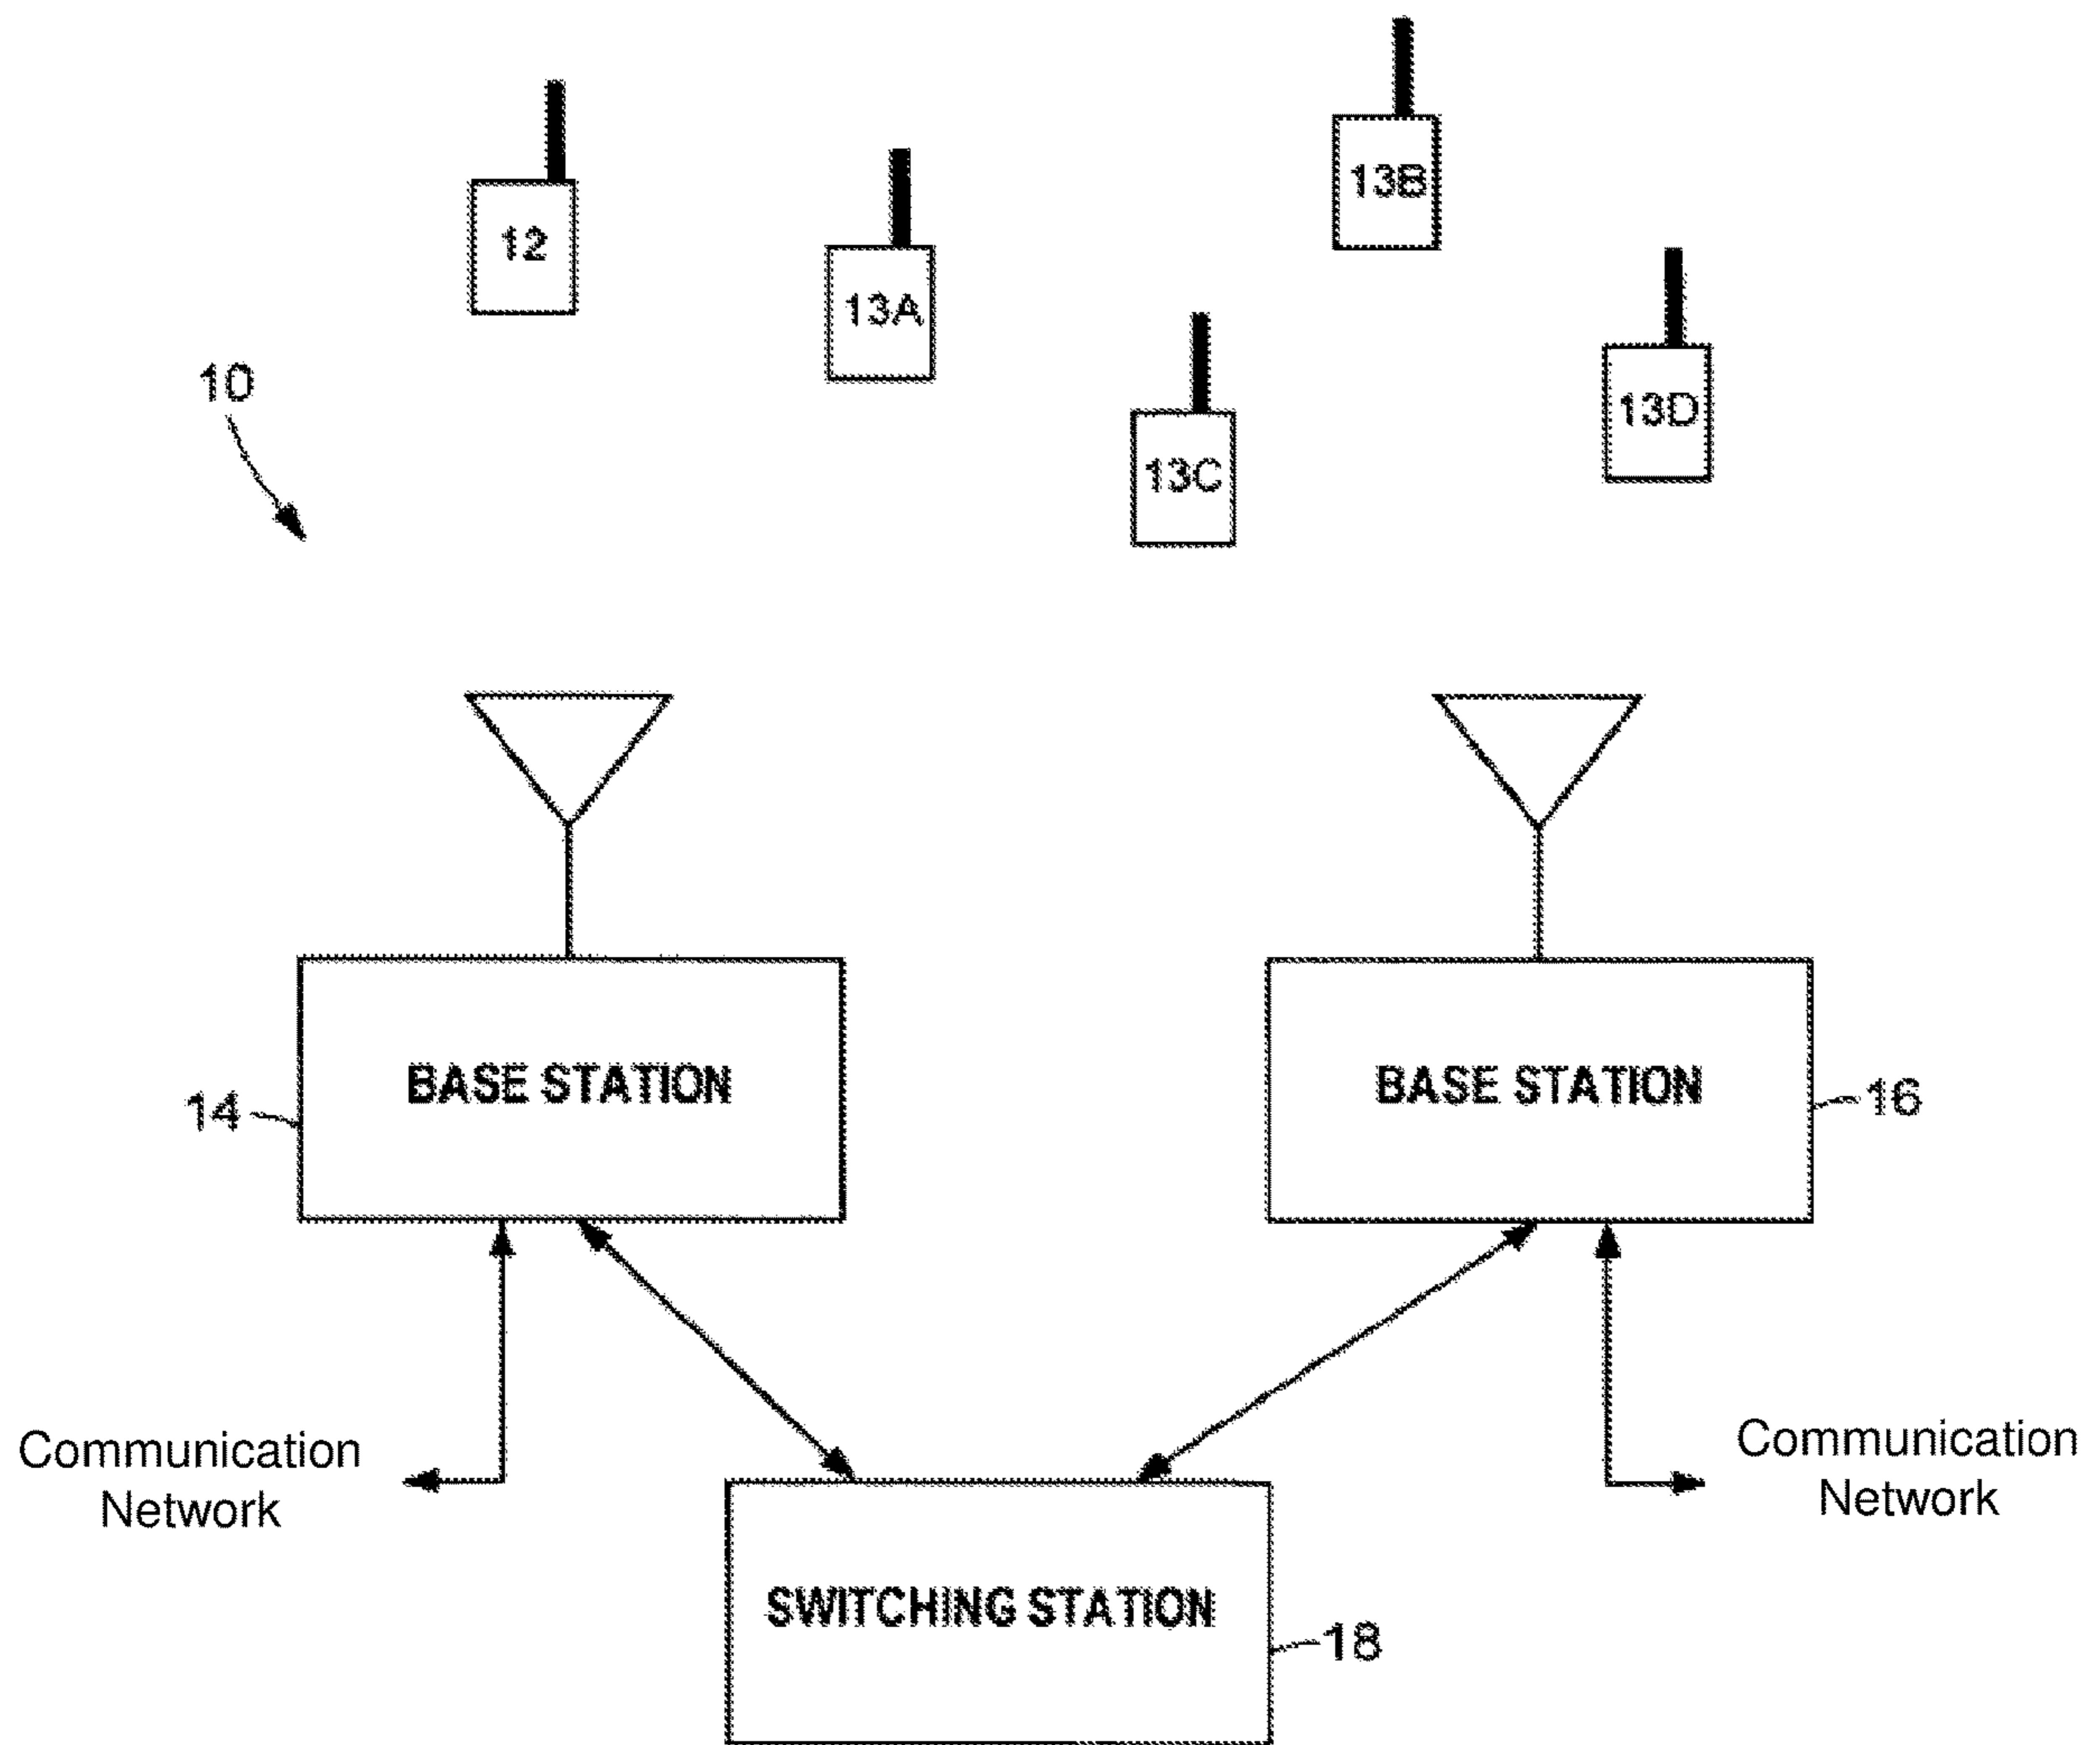 13B
12
13A
10
13D
13C
BASE STATION
BASE STATION
14
16
Communication
Network
Communication
Network
SWITCHING STATION
18